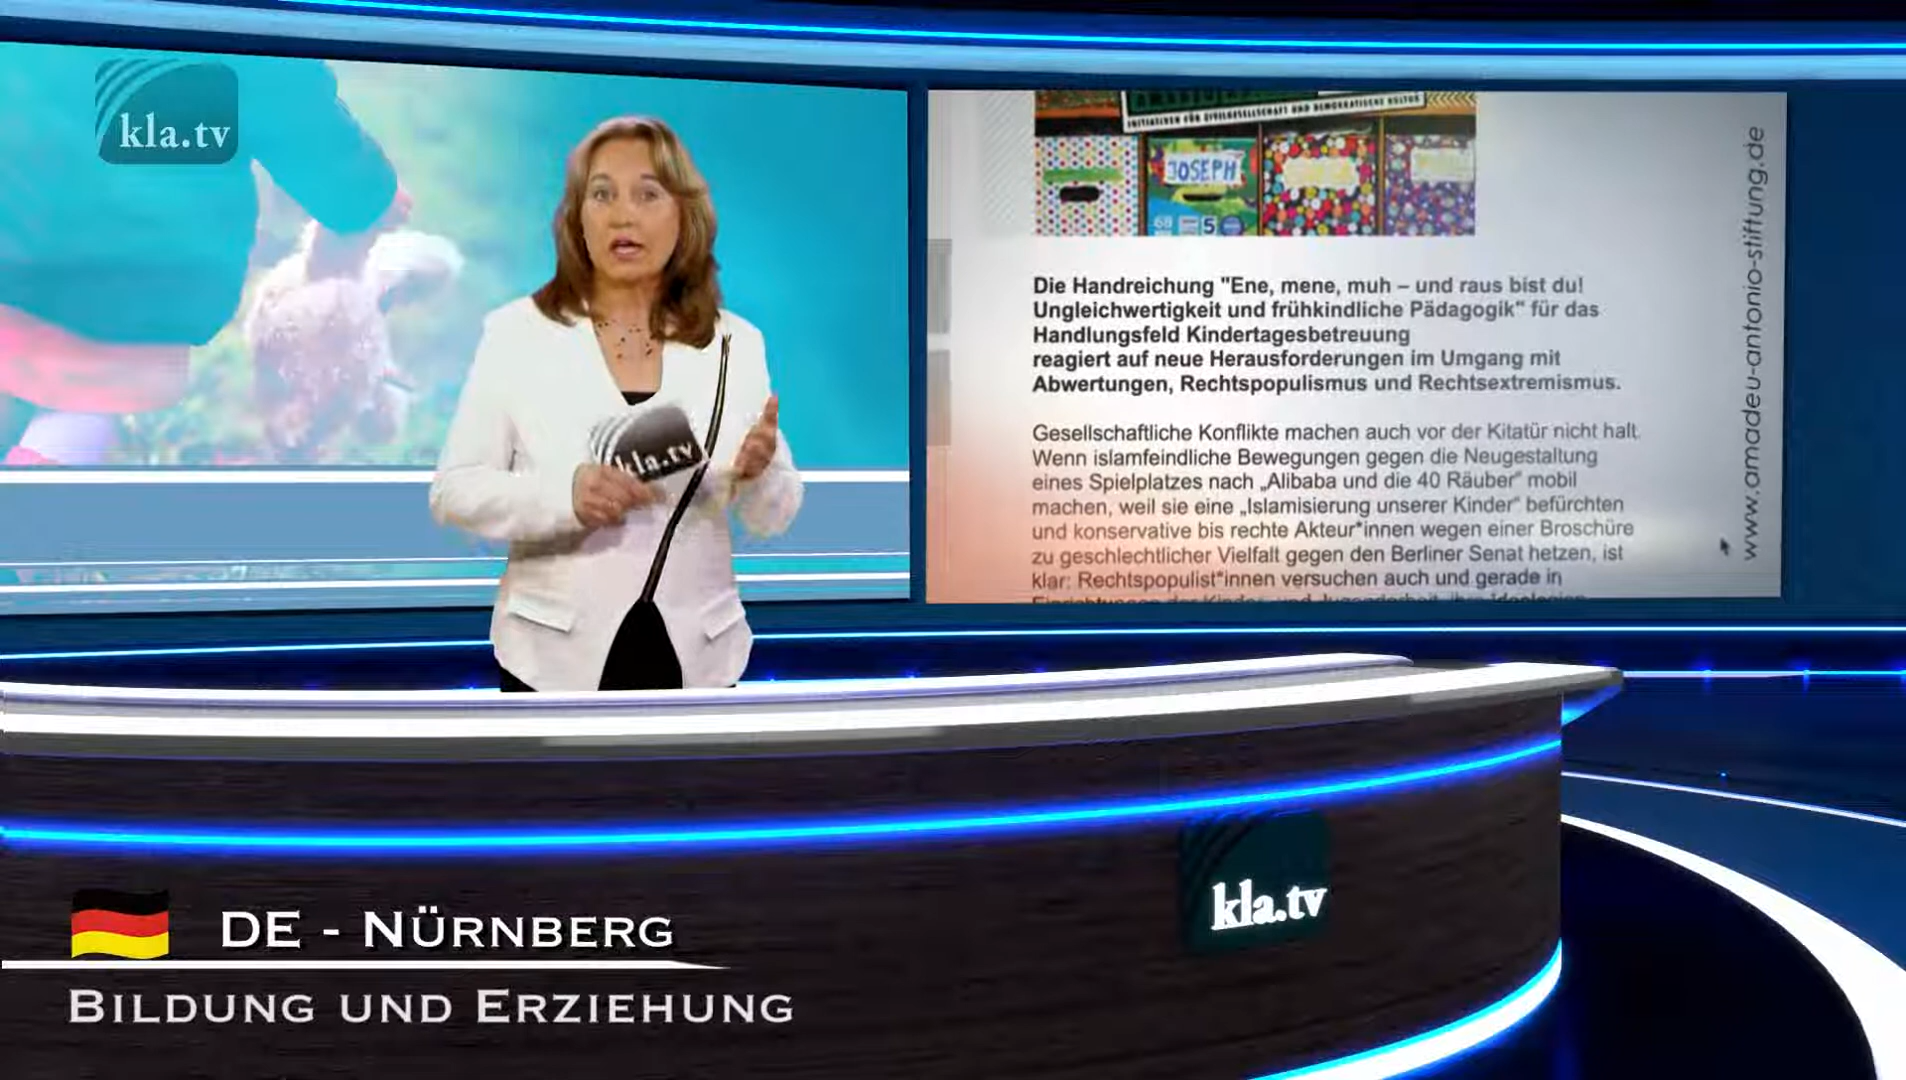 kla.tv
INITIATIVEN FÜR ZIVILGESELLSCHAFT UND DEMOKRATISCHE KULTUR
JOSEPH
68
5
Die Handreichung "Ene, mene, muh – und raus bist du!
Ungleichwertigkeit und frühkindliche Pädagogik“ für das
Handlungsfeld Kindertagesbetreuung
reagiert auf neue Herausforderungen im Umgang mit
Abwertungen, Rechtspopulismus und Rechtsextremismus.
Gesellschaftliche Konflikte machen auch vor der Kitatür nicht halt.
Wenn islamfeindliche Bewegungen gegen die Neugestaltung
eines Spielplatzes nach „Alibaba und die 40 Räuber“ mobil
machen, weil sie eine „Islamisierung unserer Kinder“ befürchten
und konservative bis rechte Akteur*innen wegen einer Broschüre
zu geschlechtlicher Vielfalt gegen den Berliner Senat hetzen, ist
klar: Rechtspopulist*innen versuchen auch und gerade in
www.amadeu-antonio-stiftung.de
kla.tv
kla.tv
DE - NÜRNBERG
BILDUNG UND ERZIEHUNG